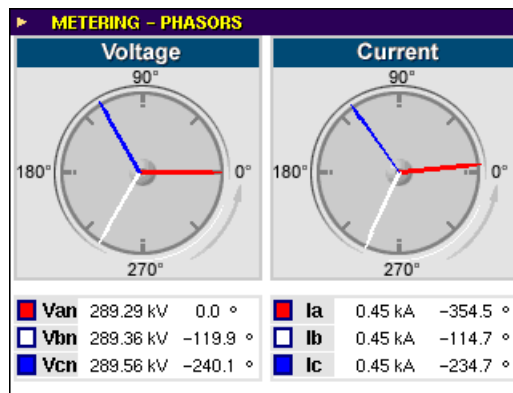 METERING – PHASORS
Voltage
90°
180°
0°
270°
Van 289.29 kV 0.0 °
Vbn 289.36 kV −119.9 °
Vcn 289.56 kV −240.1 °
Current
90°
180°
0°
270°
Ia 0.45 kA −354.5 °
Ib 0.45 kA −114.7 °
Ic 0.45 kA −234.7 °